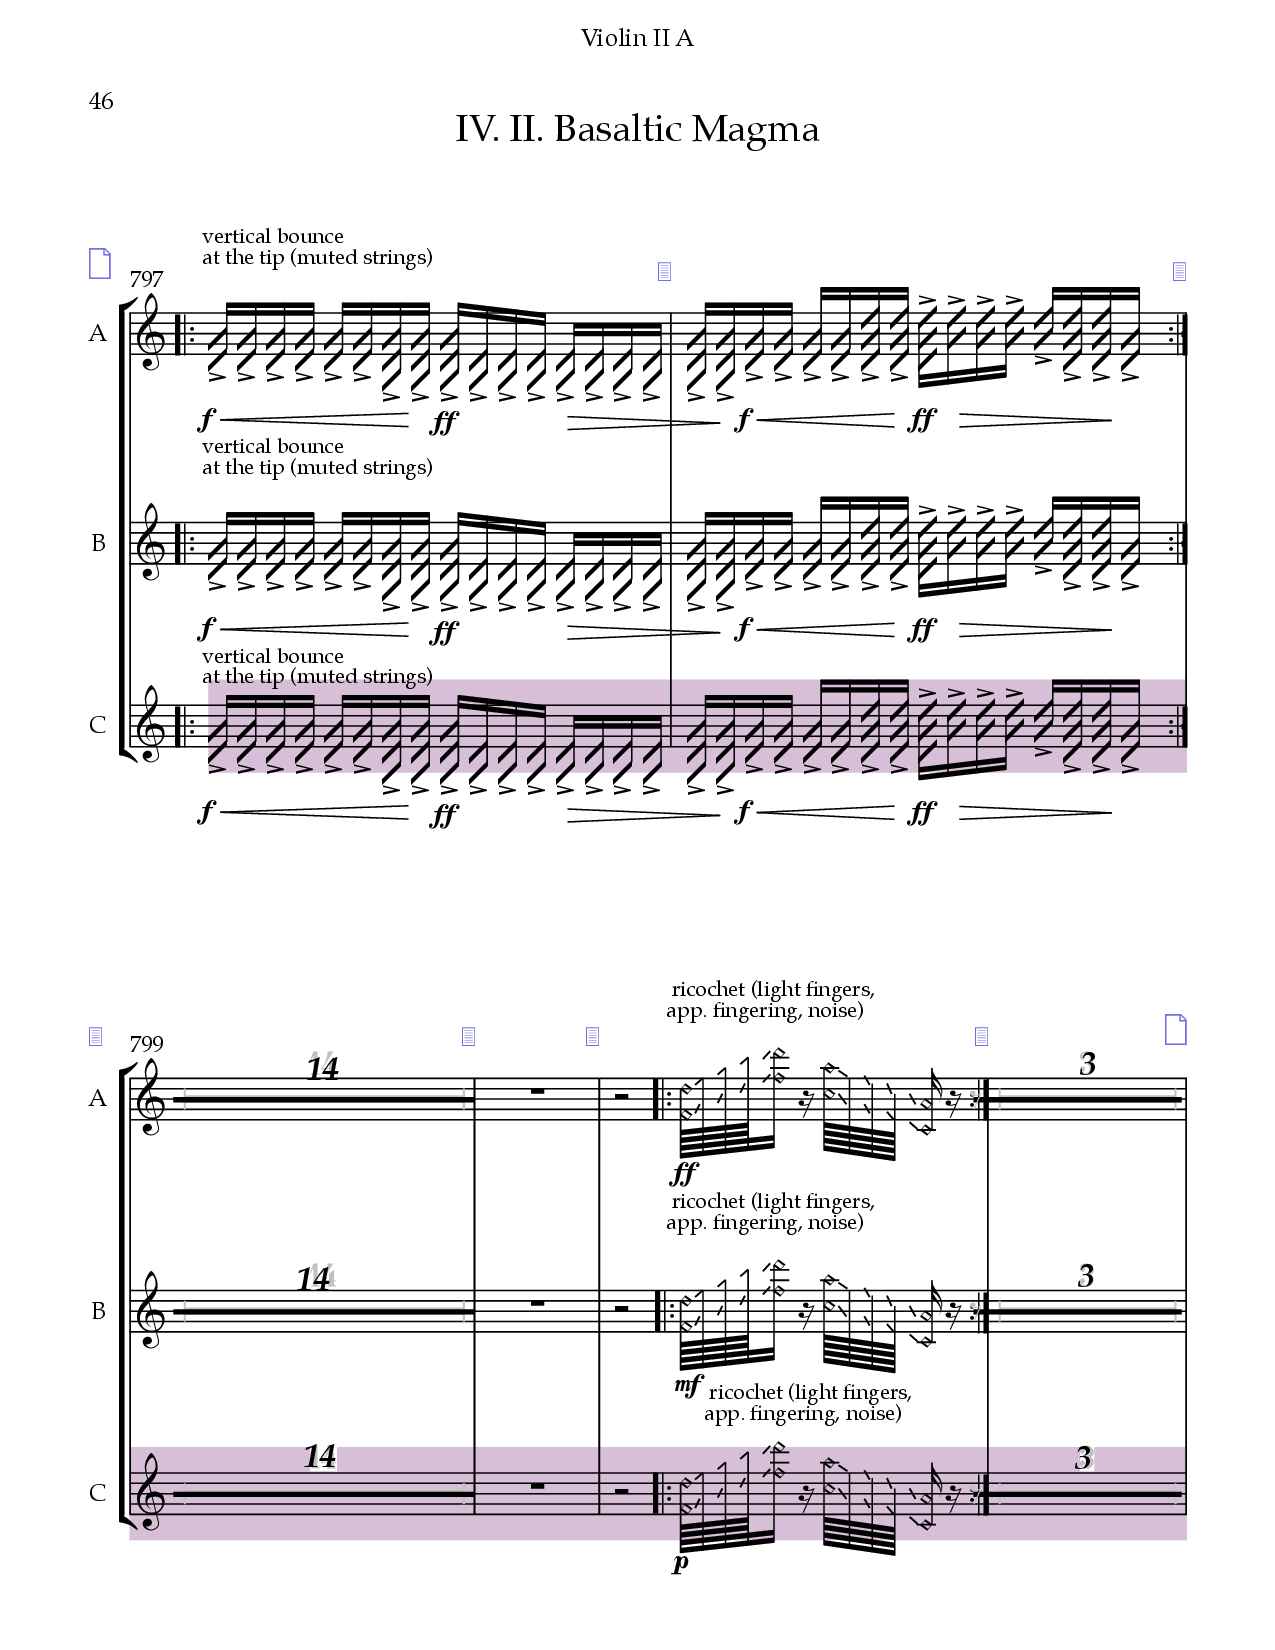 Violin II A
46
IV. II. Basaltic Magma
vertical bounce
at the tip (muted strings)
797
A
f ff f ff
vertical bounce
at the tip (muted strings)
B
f ff f ff
vertical bounce
at the tip (muted strings)
C
f ff f ff
ricochet (light fingers,
app. fingering, noise)
799
14 3
A
ff
ricochet (light fingers,
app. fingering, noise)
14 3
B
mf
ricochet (light fingers,
app. fingering, noise)
14 3
C
p